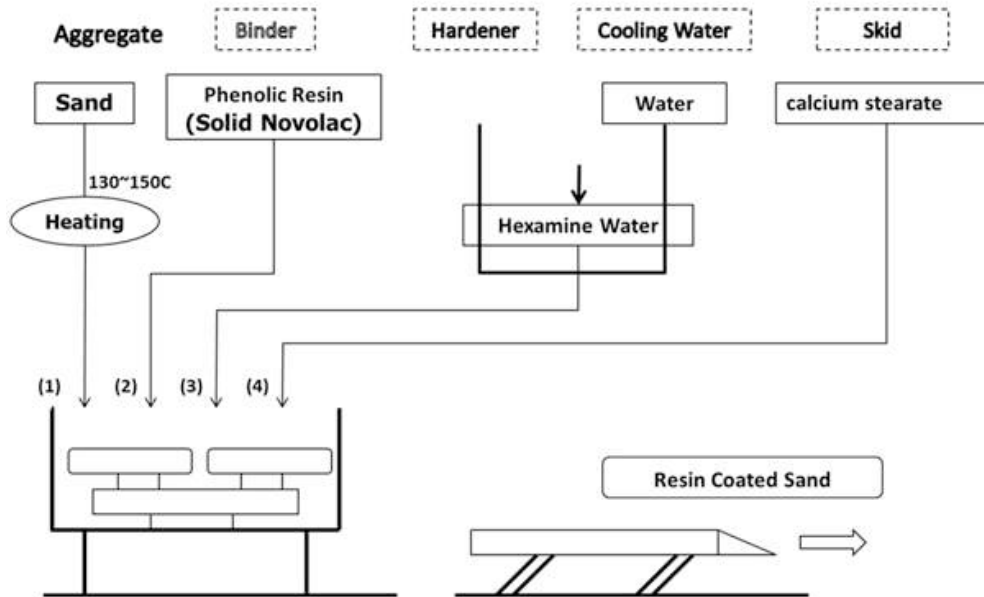 Aggregate
Binder
Hardener
Cooling Water
Skid
Sand
Phenolic Resin
(Solid Novolac)
Water
calcium stearate
130~150C
Heating
Hexamine Water
(1)
(2)
(3)
(4)
Resin Coated Sand